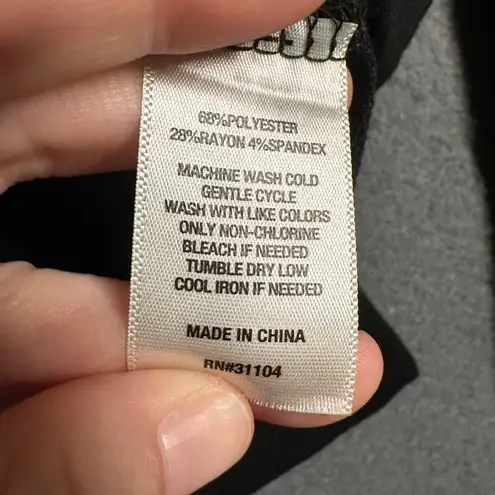 68%POLYESTER
28%RAYON 4%SPANDEX
MACHINE WASH COLD
GENTLE CYCLE
WASH WITH LIKE COLORS
ONLY NON-CHLORINE
BLEACH IF NEEDED
TUMBLE DRY LOW
COOL IRON IF NEEDED
MADE IN CHINA
RN#31104